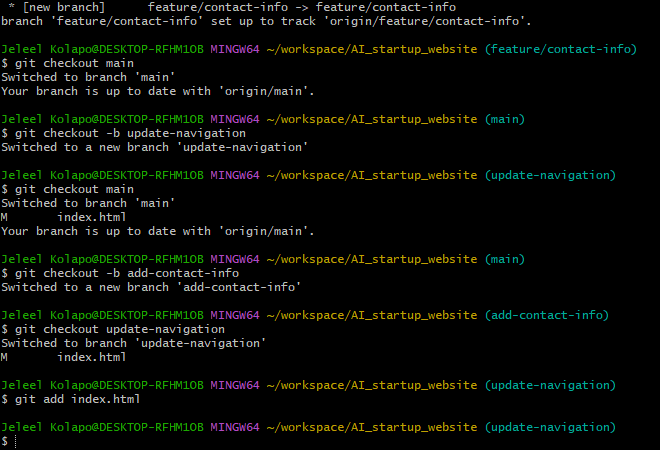 * [new branch]      feature/contact-info -> feature/contact-info
branch 'feature/contact-info' set up to track 'origin/feature/contact-info'.
Jeleel Kolapo@DESKTOP-RFHM1OB MINGW64 ~/workspace/AI_startup_website (feature/contact-info)
$ git checkout main
Switched to branch 'main'
Your branch is up to date with 'origin/main'.
Jeleel Kolapo@DESKTOP-RFHM1OB MINGW64 ~/workspace/AI_startup_website (main)
$ git checkout -b update-navigation
Switched to a new branch 'update-navigation'
Jeleel Kolapo@DESKTOP-RFHM1OB MINGW64 ~/workspace/AI_startup_website (update-navigation)
$ git checkout main
Switched to branch 'main'
M       index.html
Your branch is up to date with 'origin/main'.
Jeleel Kolapo@DESKTOP-RFHM1OB MINGW64 ~/workspace/AI_startup_website (main)
$ git checkout -b add-contact-info
Switched to a new branch 'add-contact-info'
Jeleel Kolapo@DESKTOP-RFHM1OB MINGW64 ~/workspace/AI_startup_website (add-contact-info)
$ git checkout update-navigation
Switched to branch 'update-navigation'
M       index.html
Jeleel Kolapo@DESKTOP-RFHM1OB MINGW64 ~/workspace/AI_startup_website (update-navigation)
$ git add index.html
Jeleel Kolapo@DESKTOP-RFHM1OB MINGW64 ~/workspace/AI_startup_website (update-navigation)
$